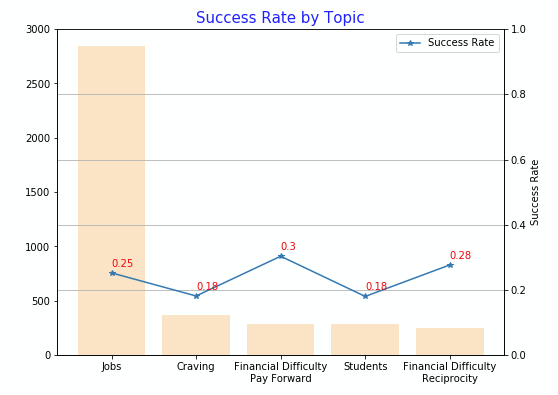 Success Rate by Topic
3000
2500
2000
1500
1000
500
0
1.0
0.8
0.6
0.4
0.2
0.0
Success Rate
Success Rate
0.25
0.18
0.3
0.18
0.28
Jobs
Craving
Financial Difficulty
Pay Forward
Students
Financial Difficulty
Reciprocity